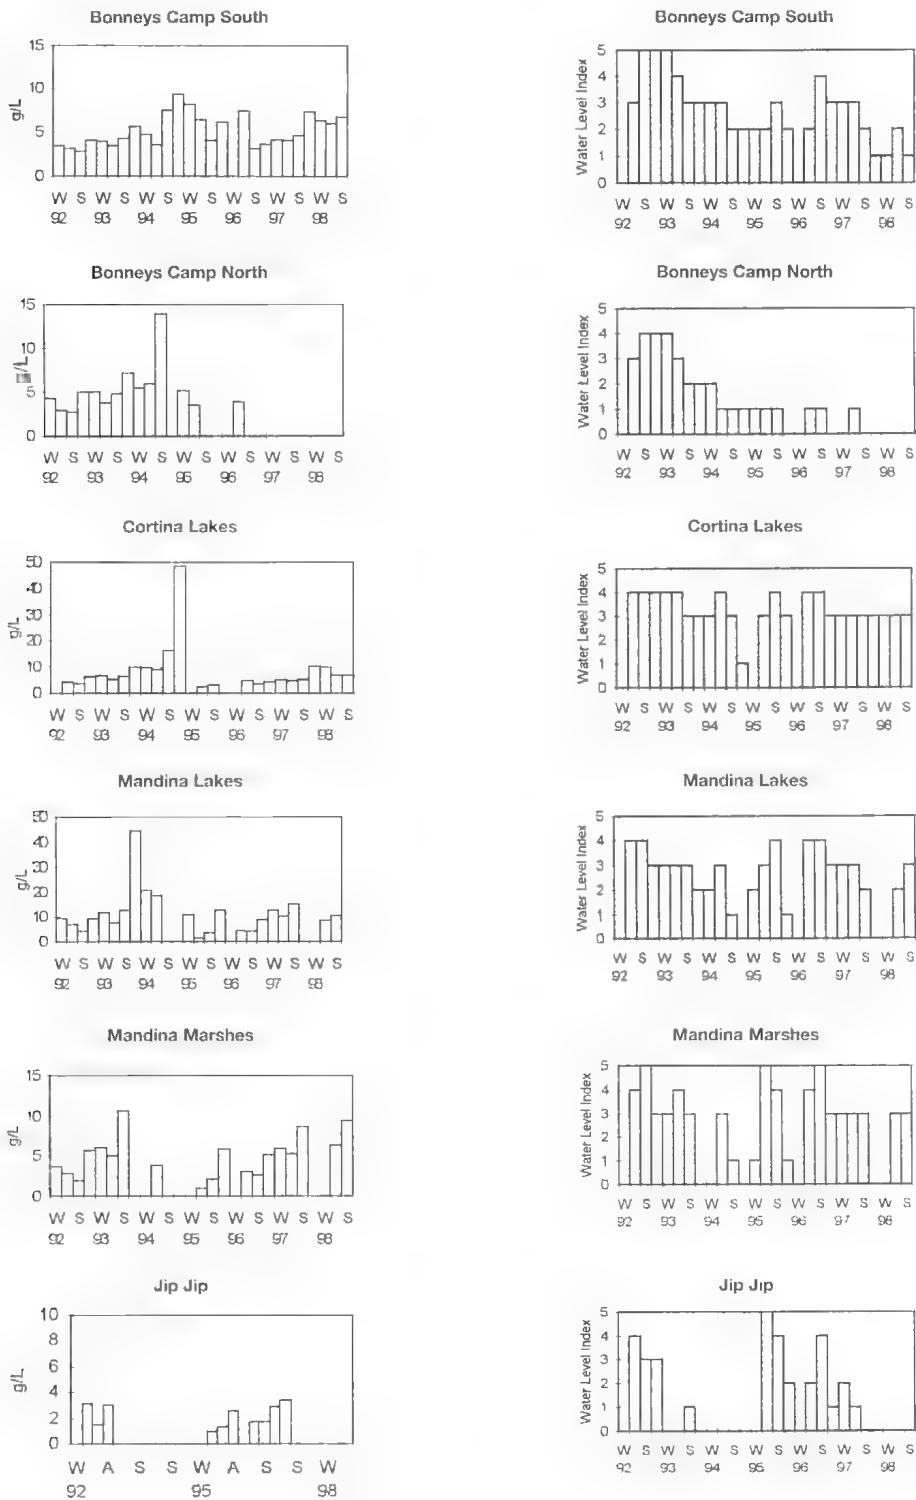 Bonneys Camp South
15
10
5
0
g/L
W S W S W S W S W S W S W S
92 93 94 95 96 97 98
Bonneys Camp South
5
4
3
2
1
0
Water Level Index
W S W S W S W S W S W S W S
92 93 94 95 96 97 98
Bonneys Camp North
15
10
5
0
/L
W S W S W S W S W S W S W S
92 93 94 95 96 97 98
Bonneys Camp North
5
4
3
2
1
0
Water Level Index
W S W S W S W S W S W S W S
92 93 94 95 96 97 98
Cortina Lakes
50
40
30
20
10
0
g/L
W S W S W S W S W S W S W S
92 93 94 95 96 97 98
Cortina Lakes
5
4
3
2
1
0
Water Level Index
W S W S W S W S W S W S W S
92 93 94 95 96 97 98
Mandina Lakes
50
40
30
20
10
0
g/L
W S W S W S W S W S W S W S
92 93 94 95 96 97 98
Mandina Lakes
5
4
3
2
1
0
Water Level Index
W S W S W S W S W S W S W S
92 93 94 95 96 97 98
Mandina Marshes
15
10
5
0
g/L
W S W S W S W S W S W S W S
92 93 94 95 96 97 98
Mandina Marshes
5
4
3
2
1
0
Water Level Index
W S W S W S W S W S W S W S
92 93 94 95 96 97 98
Jip Jip
10
8
6
4
2
0
g/L
W A S S W A S S W
92 95 98
Jip Jip
5
4
3
2
1
0
Water Level Index
W S W S W S W S W S W S W S
92 93 94 95 96 97 98